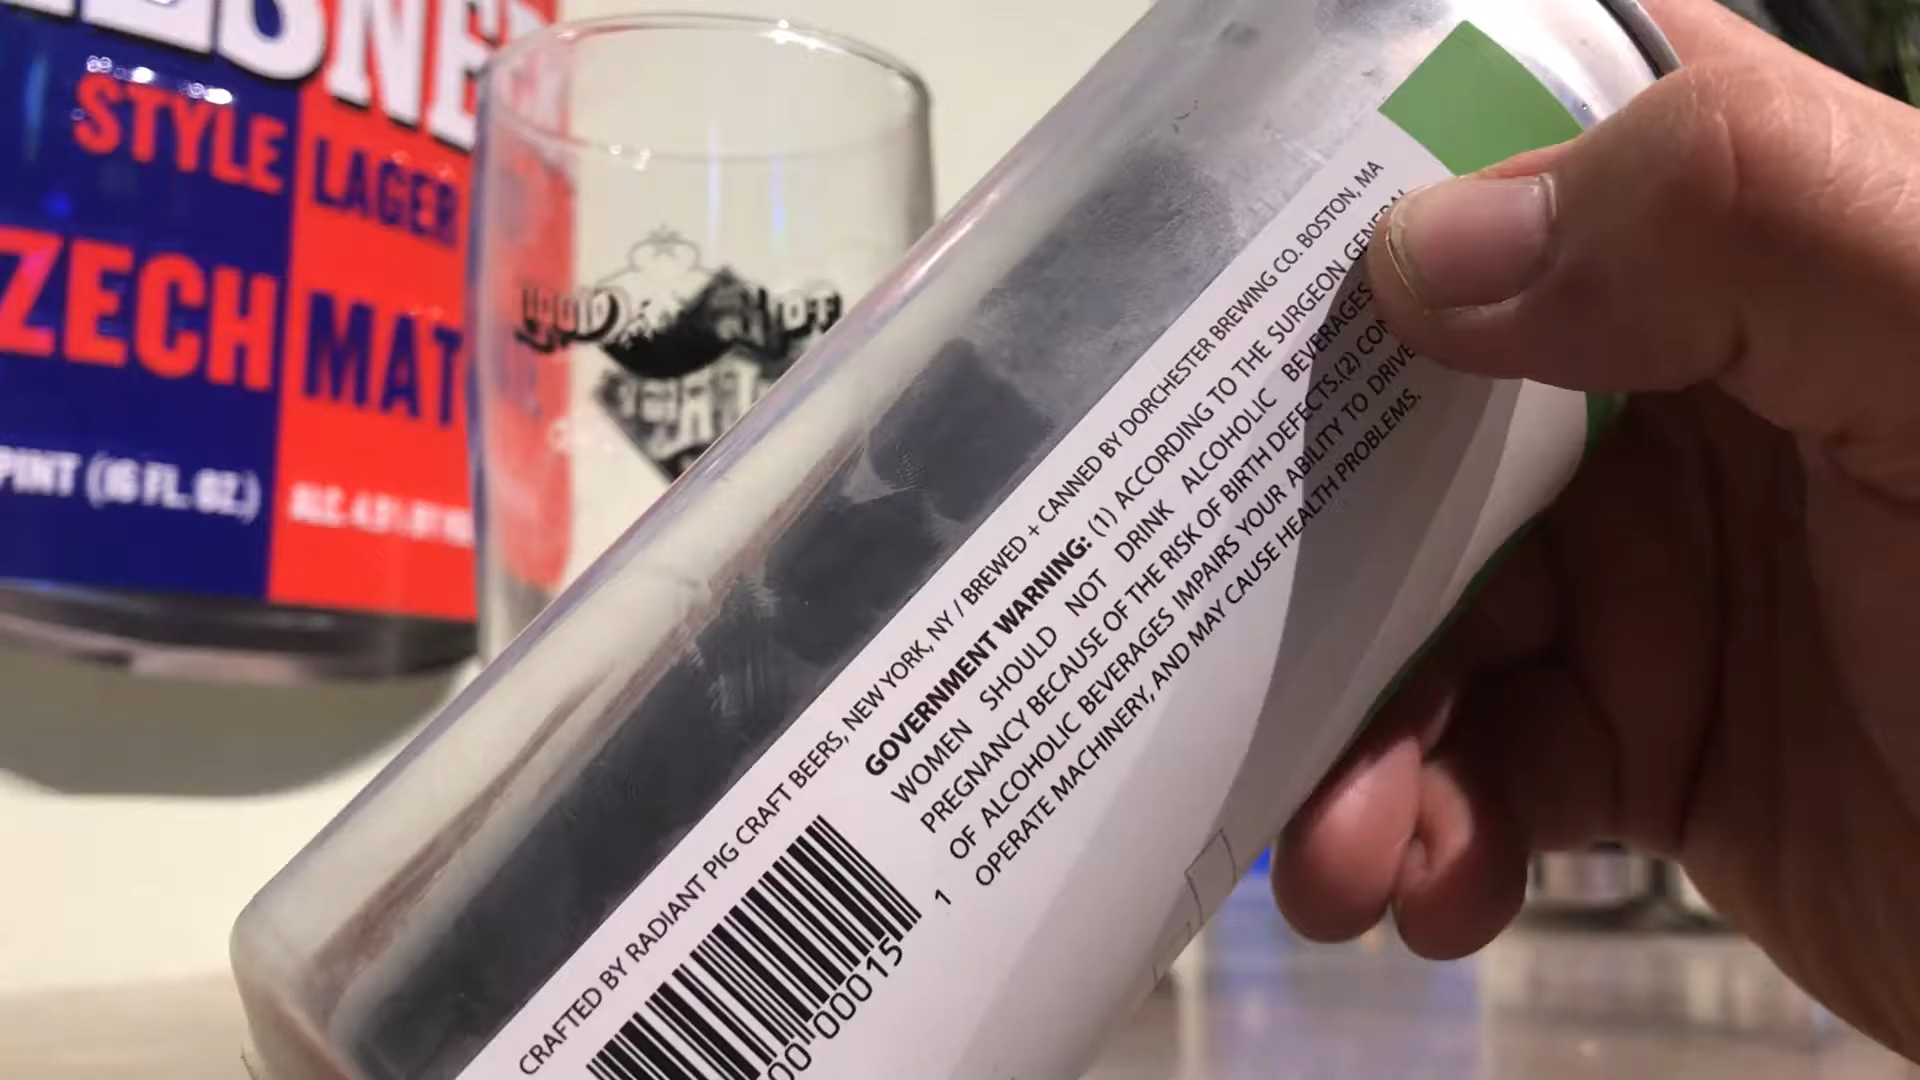 STYLE LAGER
ZECH MAT
PINT (16 FL. OZ.)
LIQUID
CRAFTED BY RADIANT PIG CRAFT BEERS, NEW YORK, NY / BREWED + CANNED BY DORCHESTER BREWING CO. BOSTON, MA
GOVERNMENT WARNING: (1) ACCORDING TO THE SURGEON GENERAL
WOMEN SHOULD NOT DRINK ALCOHOLIC BEVERAGES
PREGNANCY BECAUSE OF THE RISK OF BIRTH DEFECTS.(2) CON
OF ALCOHOLIC BEVERAGES IMPAIRS YOUR ABILITY TO DRIVE
OPERATE MACHINERY, AND MAY CAUSE HEALTH PROBLEMS.
00 00015 1